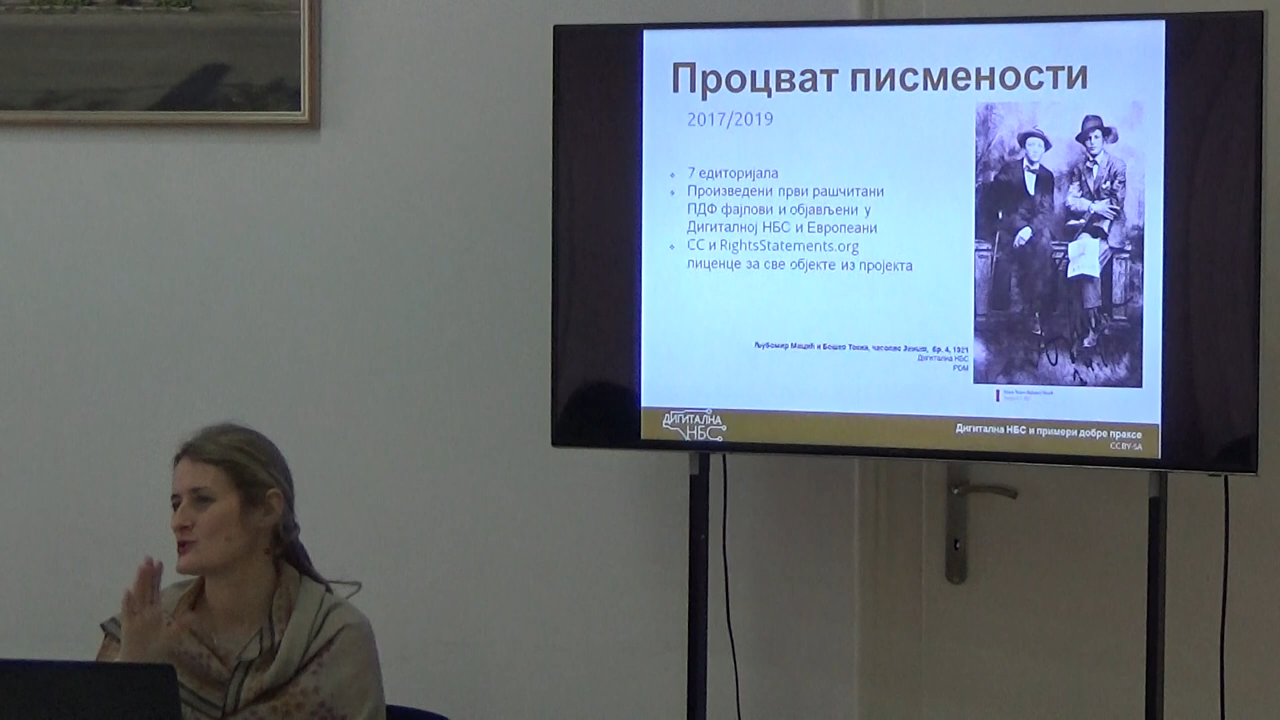 Процват писмености
2017/2019
7 едиторијала
Произведени први рашчитани
ПДФ фајлови и објављени у
Дигиталној НБС и Европеани
CC и RightsStatements.org
лиценце за све објекте из пројекта
Љубомир Мицић и Бошко Токин, часопис Зенит, бр. 4, 1921
Дигитална НБС
PDM
ДИГИТАЛНА
НБС
Дигитална НБС и примери добре праксе
CC BY-SA